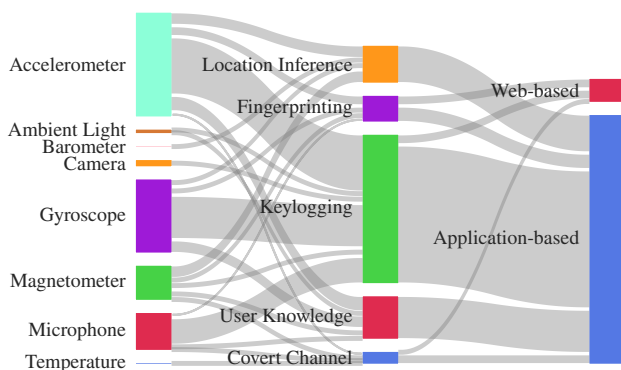 Accelerometer
Ambient Light
Barometer
Camera
Gyroscope
Magnetometer
Microphone
Temperature
Location Inference
Fingerprinting
Keylogging
User Knowledge
Covert Channel
Web-based
Application-based